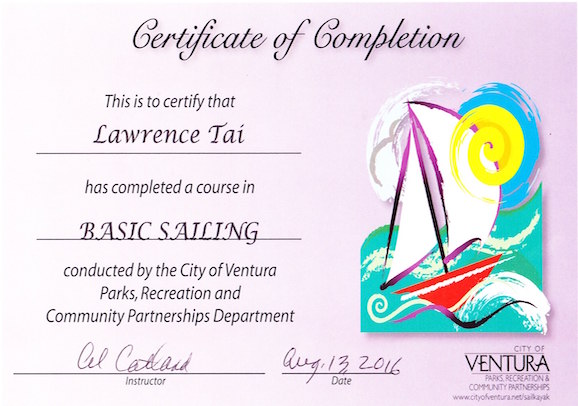 Certificate of Completion
This is to certify that
Lawrence Tai
has completed a course in
BASIC SAILING
conducted by the City of Ventura
Parks, Recreation and
Community Partnerships Department
Aug. 13, 2016
Instructor
Date
CITY OF
VENTURA
PARKS, RECREATION &
COMMUNITY PARTNERSHIPS
www.cityofventura.net/sailkayak